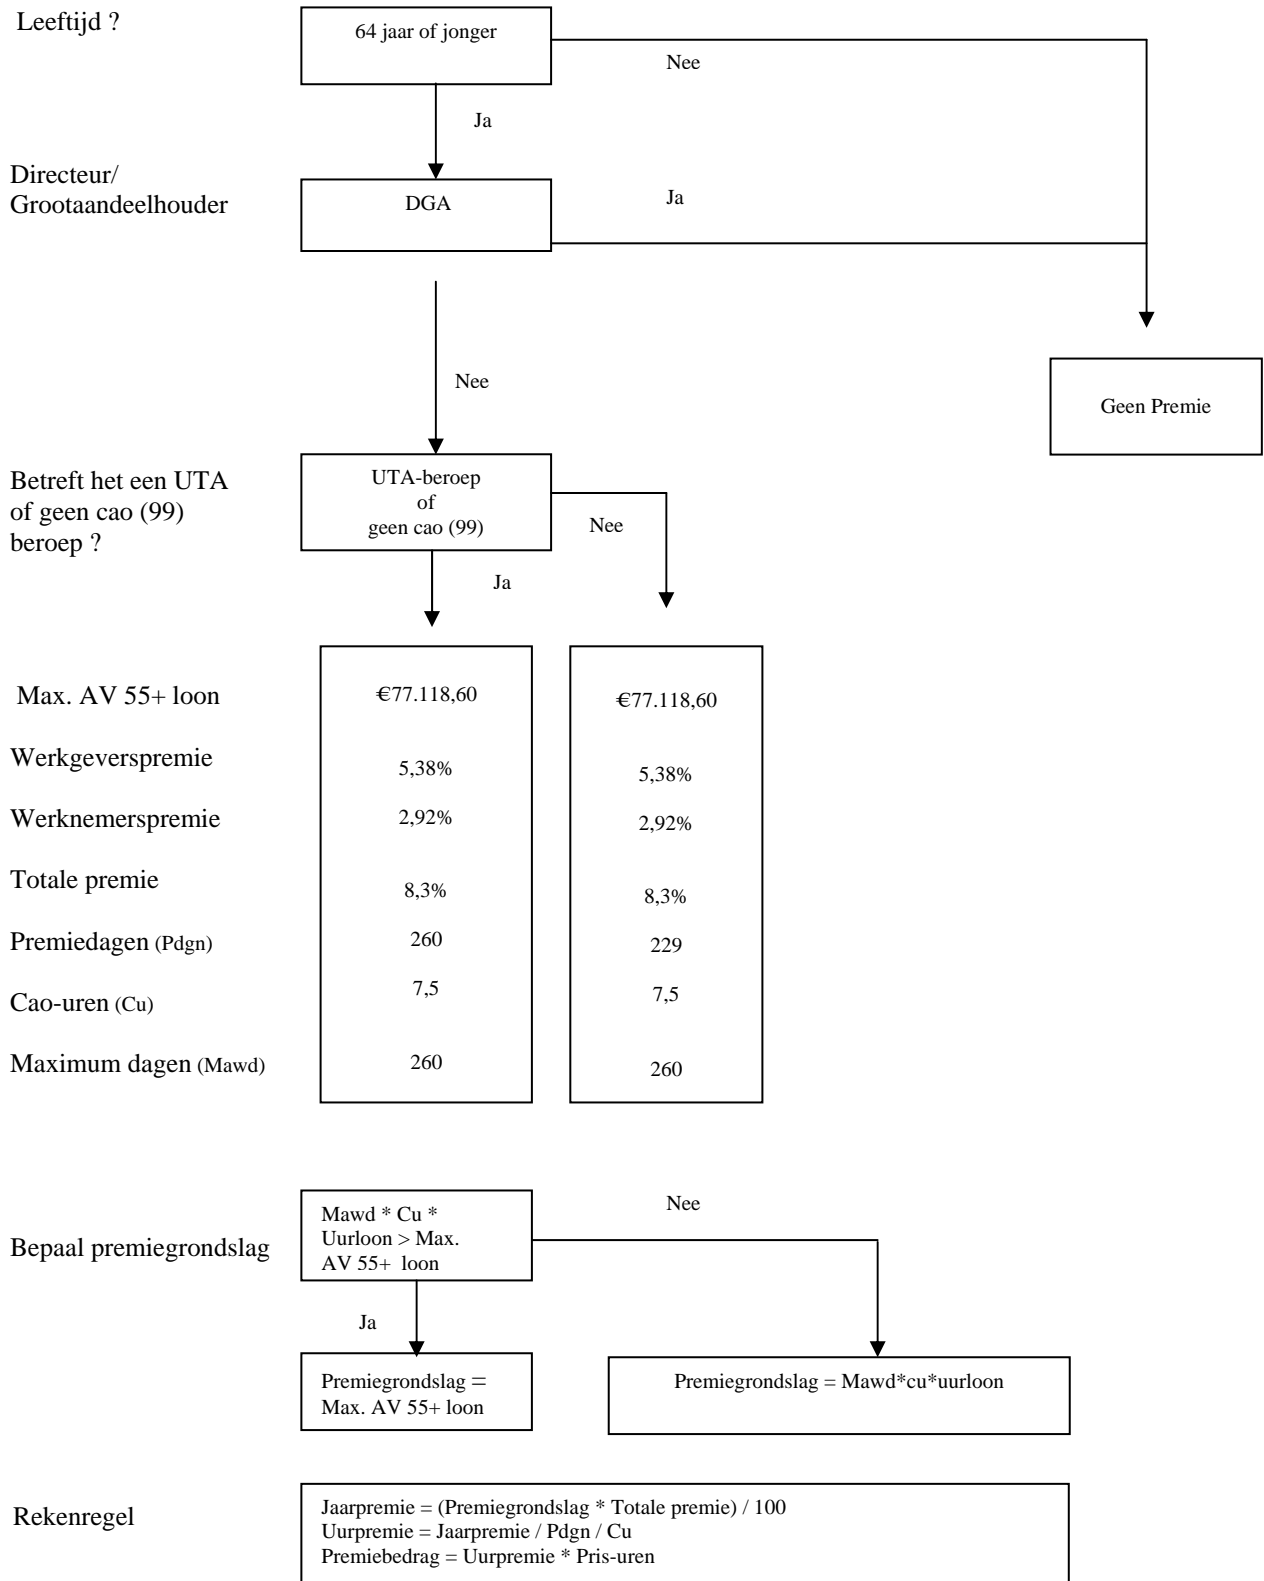 Leeftijd ?
64 jaar of jonger
Nee
Ja
Directeur/
Grootaandeelhouder
DGA
Ja
Nee
Geen Premie
Betreft het een UTA
of geen cao (99)
beroep ?
UTA-beroep
of
geen cao (99)
Nee
Ja
Max. AV 55+ loon
€77.118,60
€77.118,60
Werkgeverspremie
5,38%
5,38%
Werknemerspremie
2,92%
2,92%
Totale premie
8,3%
8,3%
Premiedagen (Pdgn)
260
229
Cao-uren (Cu)
7,5
7,5
Maximum dagen (Mawd)
260
260
Bepaal premiegrondslag
Mawd * Cu *
Uurloon > Max.
AV 55+ loon
Nee
Ja
Premiegrondslag =
Max. AV 55+ loon
Premiegrondslag = Mawd*cu*uurloon
Rekenregel
Jaarpremie = (Premiegrondslag * Totale premie) / 100
Uurpremie = Jaarpremie / Pdgn / Cu
Premiebedrag = Uurpremie * Pris-uren